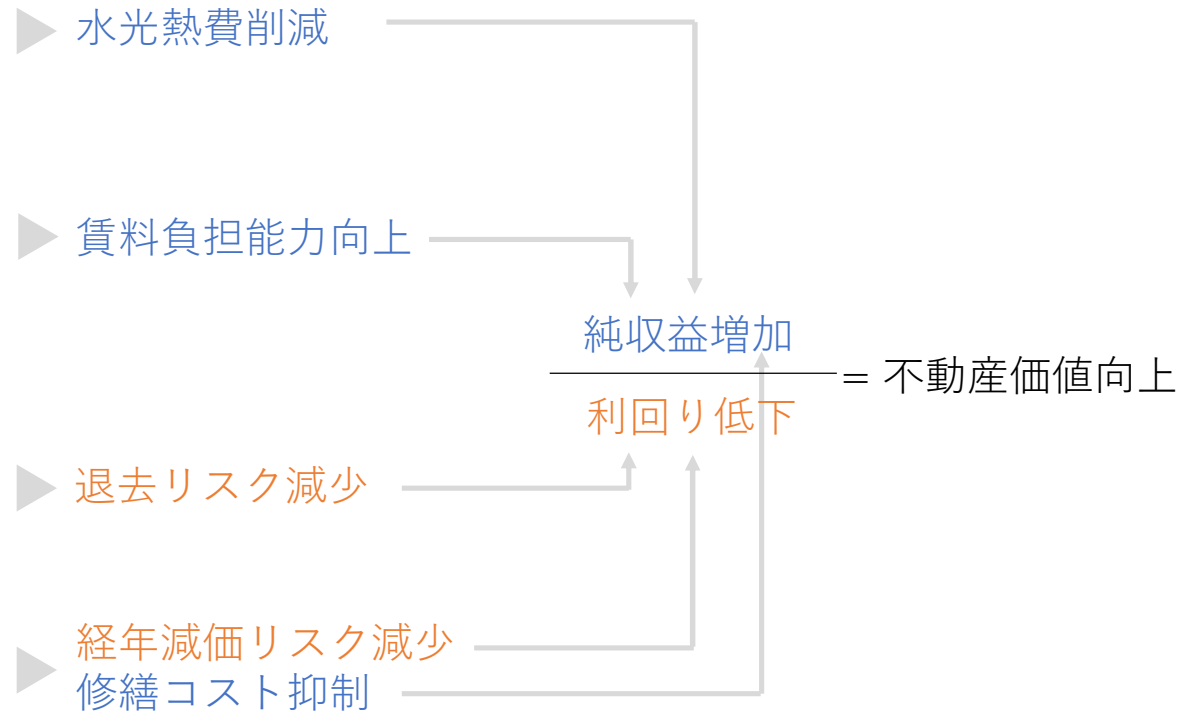 水光熱費削減
賃料負担能力向上
純収益増加
= 不動産価値向上
利回り低下
退去リスク減少
経年減価リスク減少
修繕コスト抑制